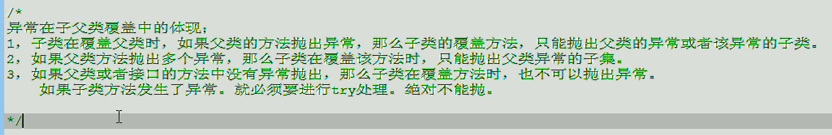 /*
异常在子父类覆盖中的体现;
1，子类在覆盖父类时，如果父类的方法抛出异常，那么子类的覆盖方法，只能抛出父类的异常或者该异常的子类。
2，如果父类方法抛出多个异常，那么子类在覆盖该方法时，只能抛出父类异常的子集。
3，如果父类或者接口的方法中没有异常抛出，那么子类在覆盖方法时，也不可以抛出异常。
如果子类方法发生了异常。就必须要进行try处理。绝对不能抛。
*/